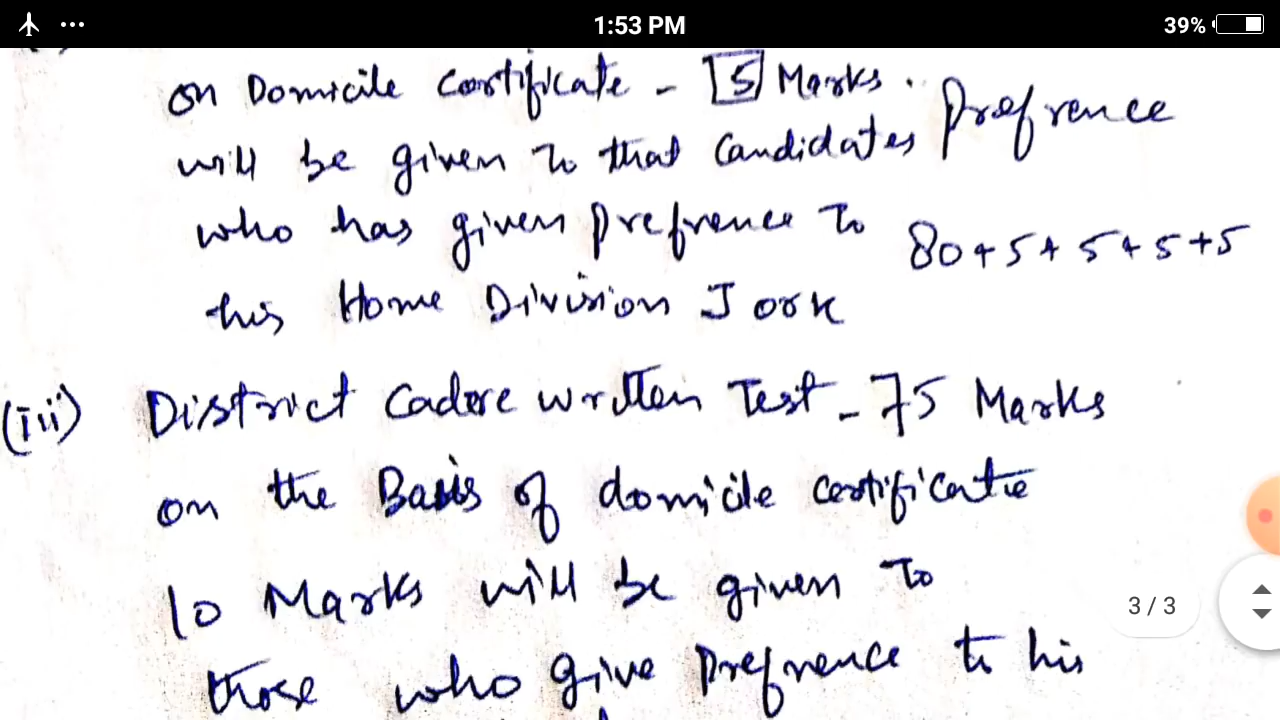 1:53 PM
39%
on Domicile Certificate - 5 Marks. Prefrence
will be given to that Candidates
who has given Prefrence to 80+5+5+5+5
his Home Division J ook
(iii) District Cadre written Test - 75 Marks
on the Basis of domicile certificate
10 Marks will be given to
3/3
those who give Prefrence to his